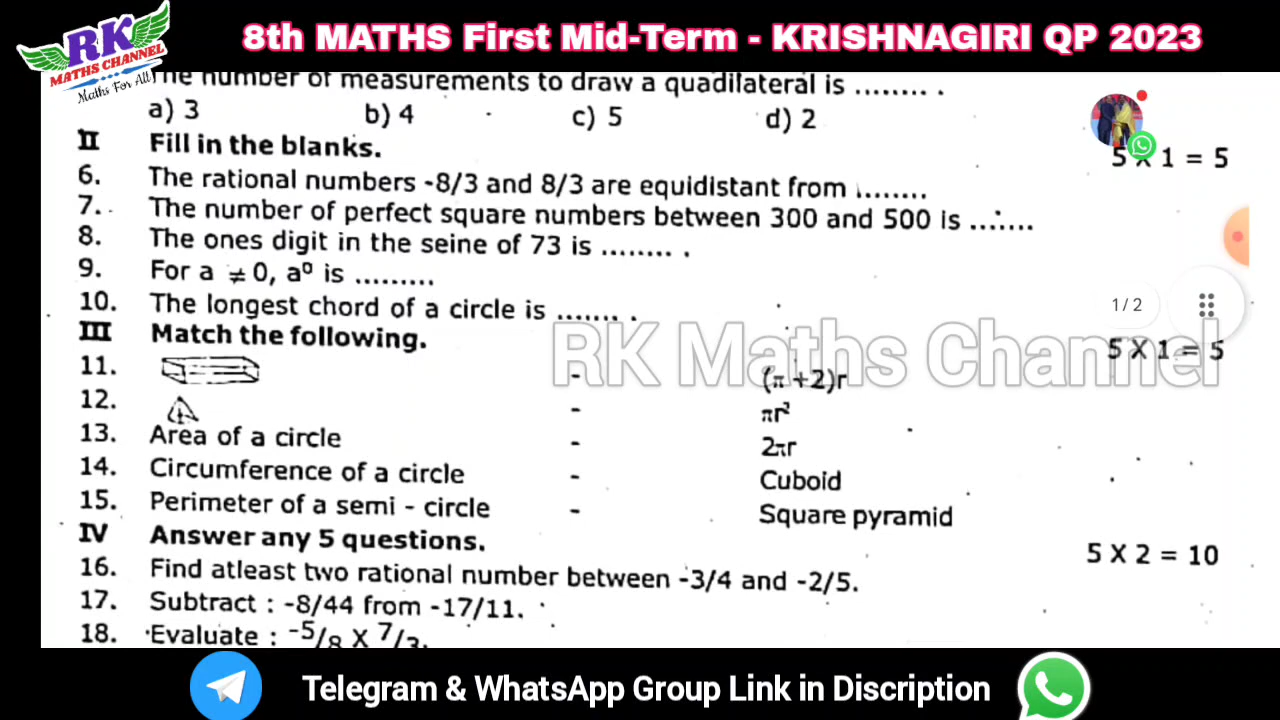 8th MATHS First Mid-Term - KRISHNAGIRI QP 2023
RK
MATHS CHANNEL
Maths For All
The number of measurements to draw a quadilateral is ........ .
a) 3 b) 4 c) 5 d) 2
II Fill in the blanks. 5 X 1 = 5
6. The rational numbers -8/3 and 8/3 are equidistant from ........
7. The number of perfect square numbers between 300 and 500 is ........
8. The ones digit in the seine of 73 is ........ .
9. For a ≠ 0, a⁰ is .........
10. The longest chord of a circle is ....... .
1 / 2
III Match the following. 5 X 1 = 5
RK Maths Channel
11. - (π +2)r
12. - πr²
13. Area of a circle - 2πr
14. Circumference of a circle - Cuboid
15. Perimeter of a semi - circle - Square pyramid
IV Answer any 5 questions. 5 X 2 = 10
16. Find atleast two rational number between -3/4 and -2/5.
17. Subtract : -8/44 from -17/11.
18. Evaluate : -5/8 X 7/3.
Telegram & WhatsApp Group Link in Discription